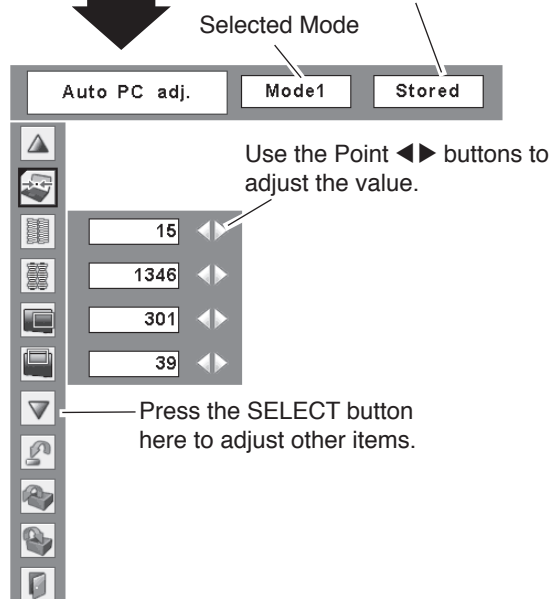 Selected Mode
Auto PC adj.
Mode1
Stored
Use the Point ◀▶ buttons to
adjust the value.
15
1346
301
39
Press the SELECT button
here to adjust other items.